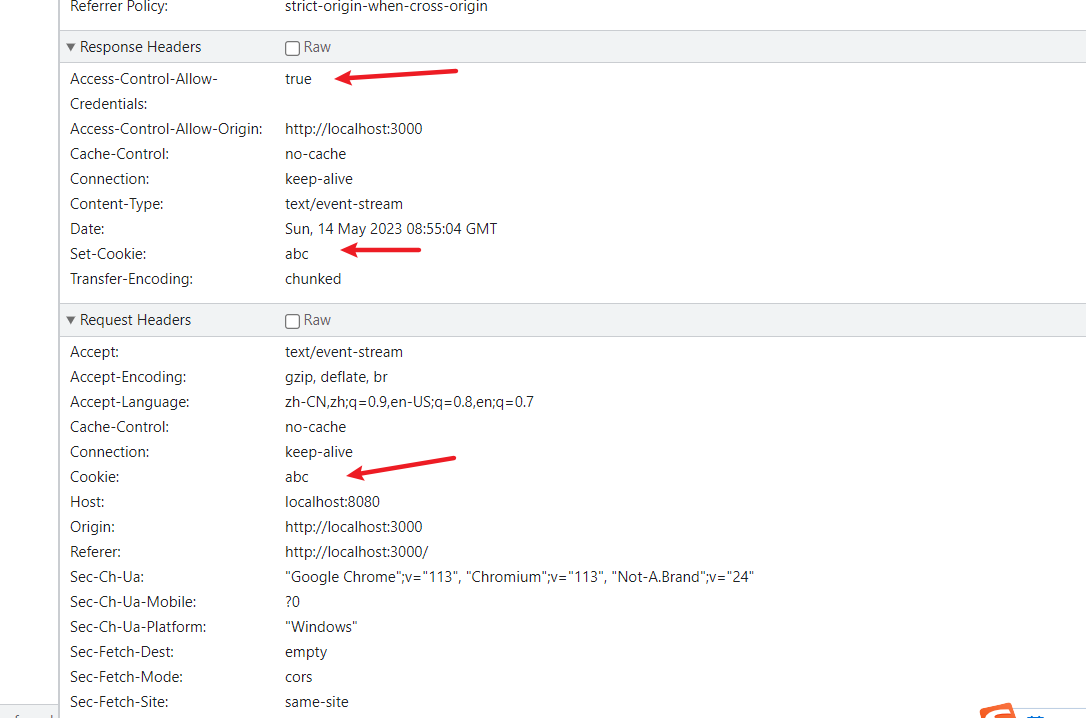 Referrer Policy: strict-origin-when-cross-origin
Response Headers Raw
Access-Control-Allow- true
Credentials:
Access-Control-Allow-Origin: http://localhost:3000
Cache-Control: no-cache
Connection: keep-alive
Content-Type: text/event-stream
Date: Sun, 14 May 2023 08:55:04 GMT
Set-Cookie: abc
Transfer-Encoding: chunked
Request Headers Raw
Accept: text/event-stream
Accept-Encoding: gzip, deflate, br
Accept-Language: zh-CN,zh;q=0.9,en-US;q=0.8,en;q=0.7
Cache-Control: no-cache
Connection: keep-alive
Cookie: abc
Host: localhost:8080
Origin: http://localhost:3000
Referer: http://localhost:3000/
Sec-Ch-Ua: "Google Chrome";v="113", "Chromium";v="113", "Not-A.Brand";v="24"
Sec-Ch-Ua-Mobile: ?0
Sec-Ch-Ua-Platform: "Windows"
Sec-Fetch-Dest: empty
Sec-Fetch-Mode: cors
Sec-Fetch-Site: same-site